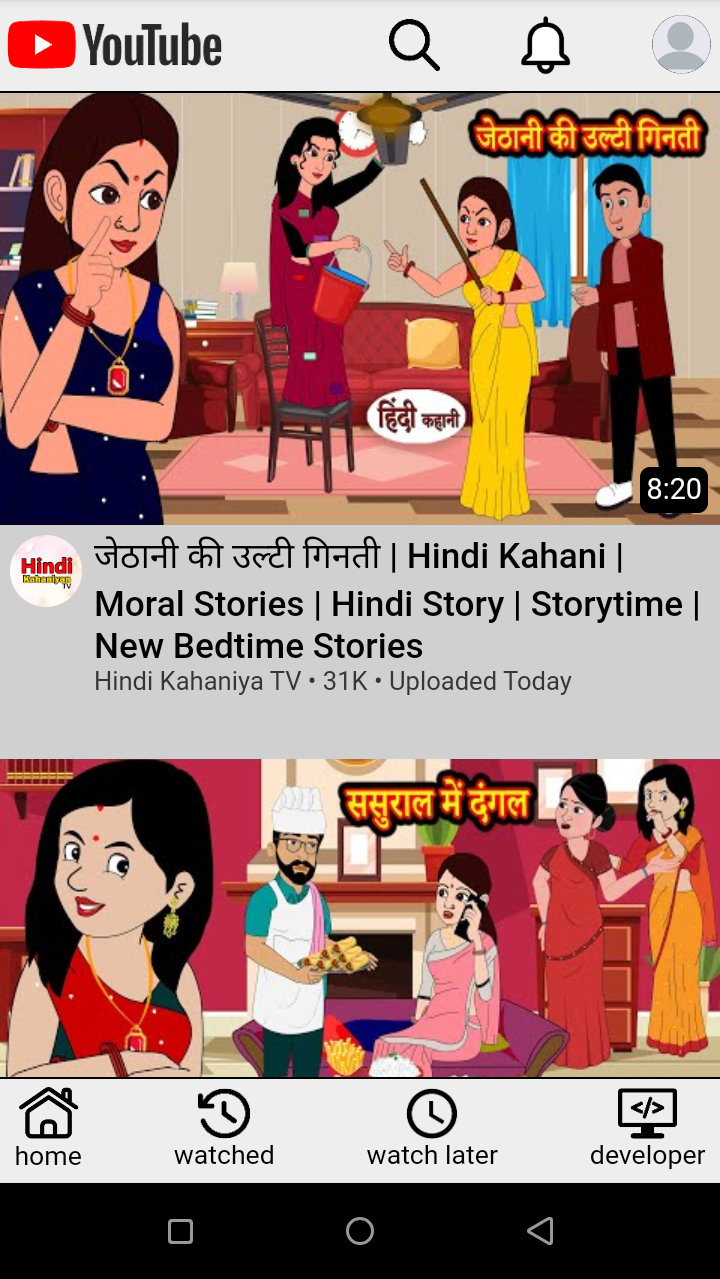 YouTube
जेठानी की उल्टी गिनती
हिंदी कहानी
8:20
Hindi
Kahaniyan
TV
जेठानी की उल्टी गिनती | Hindi Kahani |
Moral Stories | Hindi Story | Storytime |
New Bedtime Stories
Hindi Kahaniya TV • 31K • Uploaded Today
ससुराल में दंगल
home
watched
watch later
developer